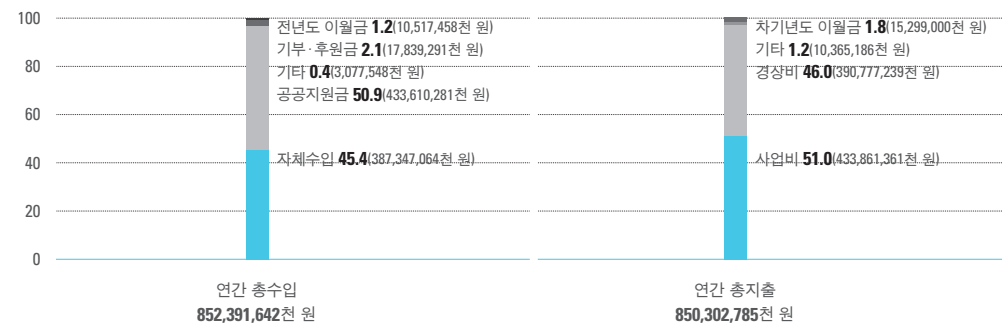 100
80
60
40
20
0
전년도 이월금 1.2(10,517,458천 원)
기부·후원금 2.1(17,839,291천 원)
기타 0.4(3,077,548천 원)
공공지원금 50.9(433,610,281천 원)
자체수입 45.4(387,347,064천 원)
연간 총수입
852,391,642천 원
차기년도 이월금 1.8(15,299,000천 원)
기타 1.2(10,365,186천 원)
경상비 46.0(390,777,239천 원)
사업비 51.0(433,861,361천 원)
연간 총지출
850,302,785천 원